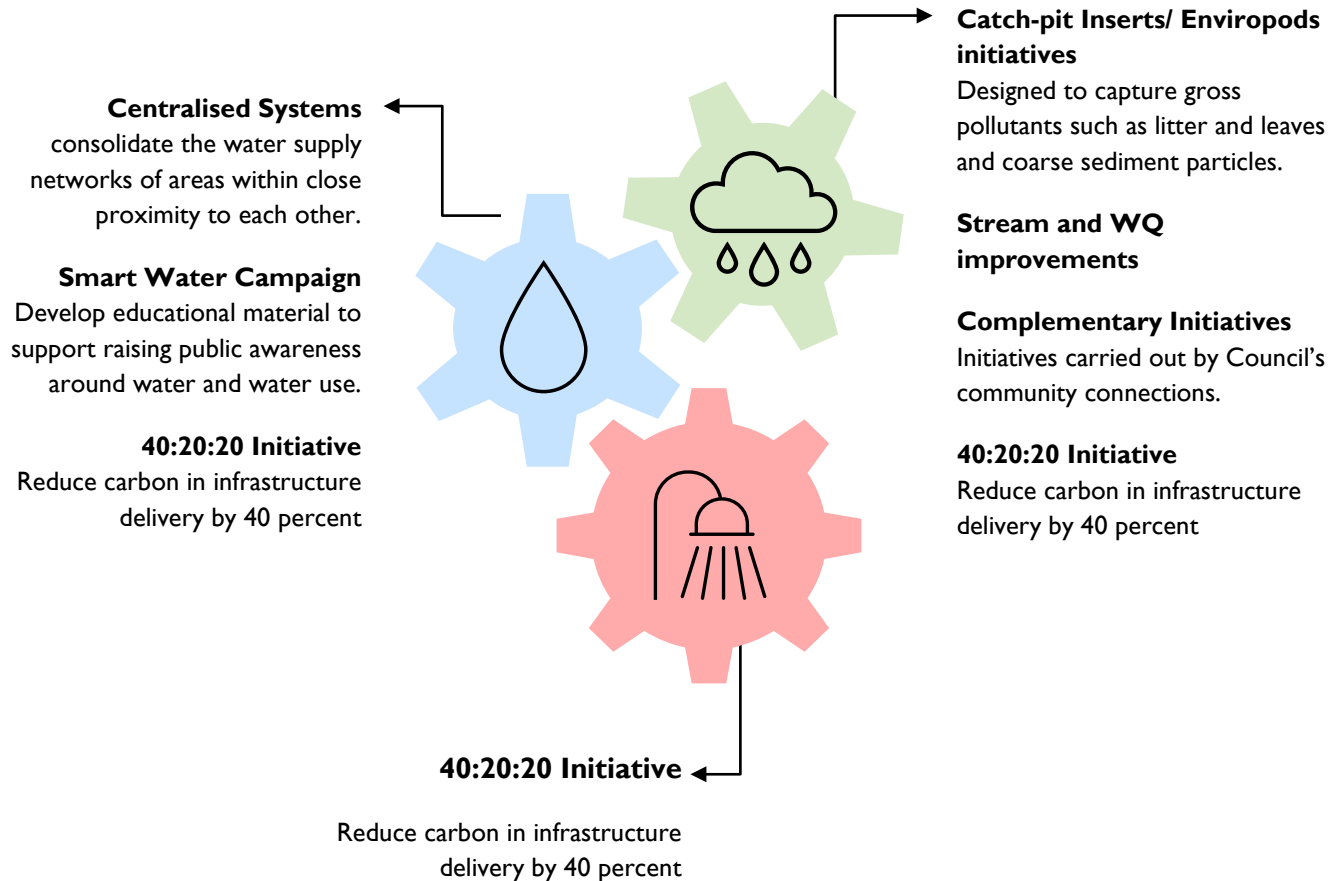 Centralised Systems
consolidate the water supply
networks of areas within close
proximity to each other.
Smart Water Campaign
Develop educational material to
support raising public awareness
around water and water use.
40:20:20 Initiative
Reduce carbon in infrastructure
delivery by 40 percent
Catch-pit Inserts/ Enviropods
initiatives
Designed to capture gross
pollutants such as litter and leaves
and coarse sediment particles.
Stream and WQ
improvements
Complementary Initiatives
Initiatives carried out by Council’s
community connections.
40:20:20 Initiative
Reduce carbon in infrastructure
delivery by 40 percent
40:20:20 Initiative
Reduce carbon in infrastructure
delivery by 40 percent